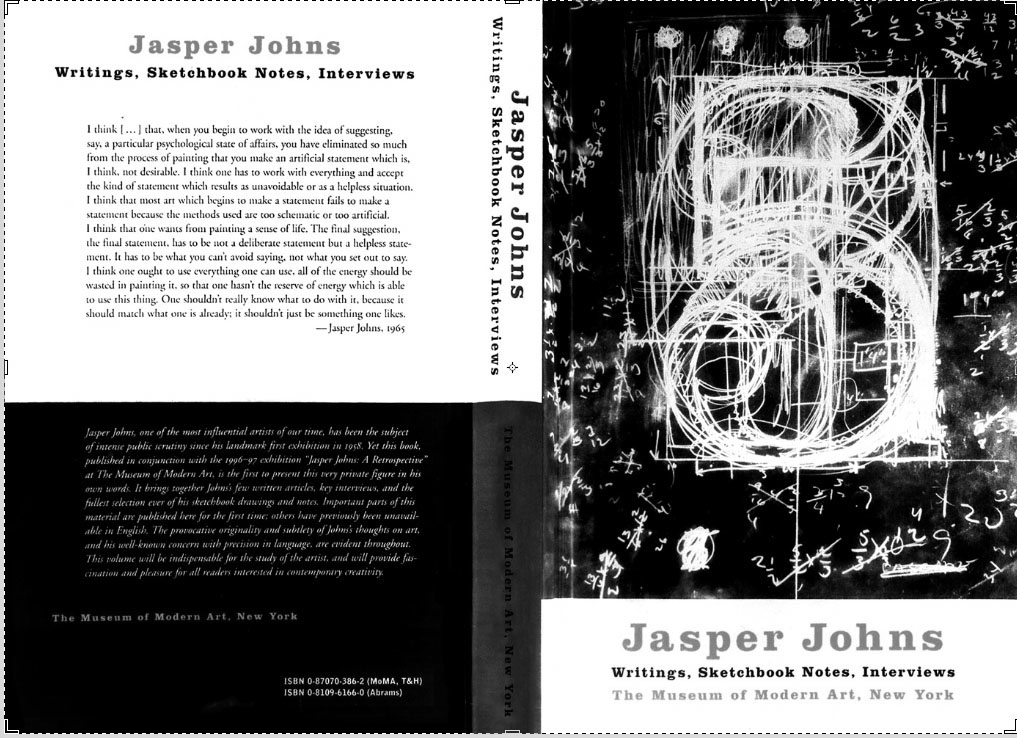 Jasper Johns
Writings, Sketchbook Notes, Interviews
I think [...] that, when you begin to work with the idea of suggesting,
say, a particular psychological state of affairs, you have eliminated so much
from the process of painting that you make an artificial statement which is,
I think, not desirable. I think one has to work with everything and accept
the kind of statement which results as unavoidable or as a helpless situation.
I think that most art which begins to make a statement fails to make a
statement because the methods used are too schematic or too artificial.
I think that one wants from painting a sense of life. The final suggestion,
the final statement, has to be not a deliberate statement but a helpless state-
ment. It has to be what you can't avoid saying, not what you set out to say.
I think one ought to use everything one can use, all of the energy should be
wasted in painting it, so that one hasn't the reserve of energy which is able
to use this thing. One shouldn't really know what to do with it, because it
should match what one is already; it shouldn't just be something one likes.
—Jasper Johns, 1965
Jasper Johns, one of the most influential artists of our time, has been the subject
of intense public scrutiny since his landmark first exhibition in 1958. Yet this book,
published in conjunction with the 1996–97 exhibition "Jasper Johns: A Retrospective"
at The Museum of Modern Art, is the first to present this very private figure in his
own words. It brings together Johns's few written articles, key interviews, and the
fullest selection ever of his sketchbook drawings and notes. Important parts of this
material are published here for the first time; others have previously been unavail-
able in English. The provocative originality and subtlety of Johns's thoughts on art,
and his well-known concern with precision in language, are evident throughout.
This volume will be indispensable for the study of the artist, and will provide fas-
cination and pleasure for all readers interested in contemporary creativity.
The Museum of Modern Art, New York
ISBN 0-87070-386-2 (MoMA, T&H)
ISBN 0-8109-6166-0 (Abrams)
Jasper Johns
Writings, Sketchbook Notes, Interviews
The Museum of Modern Art, New York
Jasper Johns
Writings, Sketchbook Notes, Interviews
The Museum of Modern Art, New York